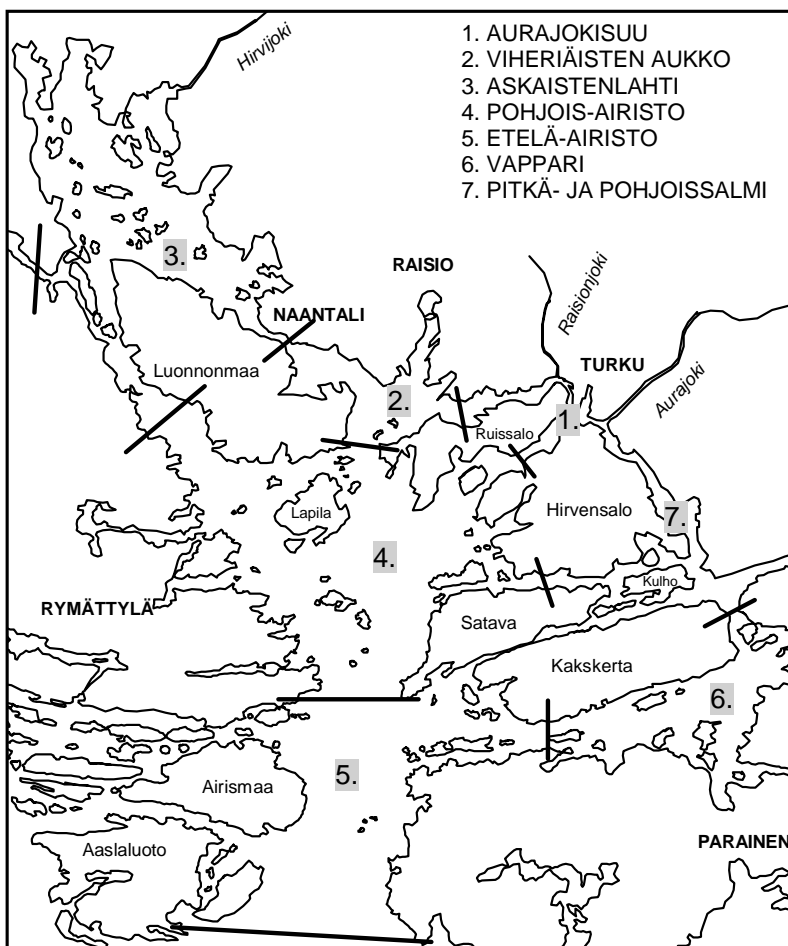 1. AURAJOKISUU
2. VIHERIÄISTEN AUKKO
3. ASKAISTENLAHTI
4. POHJOIS-AIRISTO
5. ETELÄ-AIRISTO
6. VAPPARI
7. PITKÄ- JA POHJOISSALMI
Hirvijoki
3.
RAISIO
Raisionjoki
NAANTALI
TURKU
Aurajoki
Luonnonmaa
2.
1.
Ruissalo
Lapila
Hirvensalo
7.
4.
Kulho
RYMÄTTYLÄ
Satava
Kakskerta
6.
5.
Airismaa
Aaslaluoto
PARAINEN